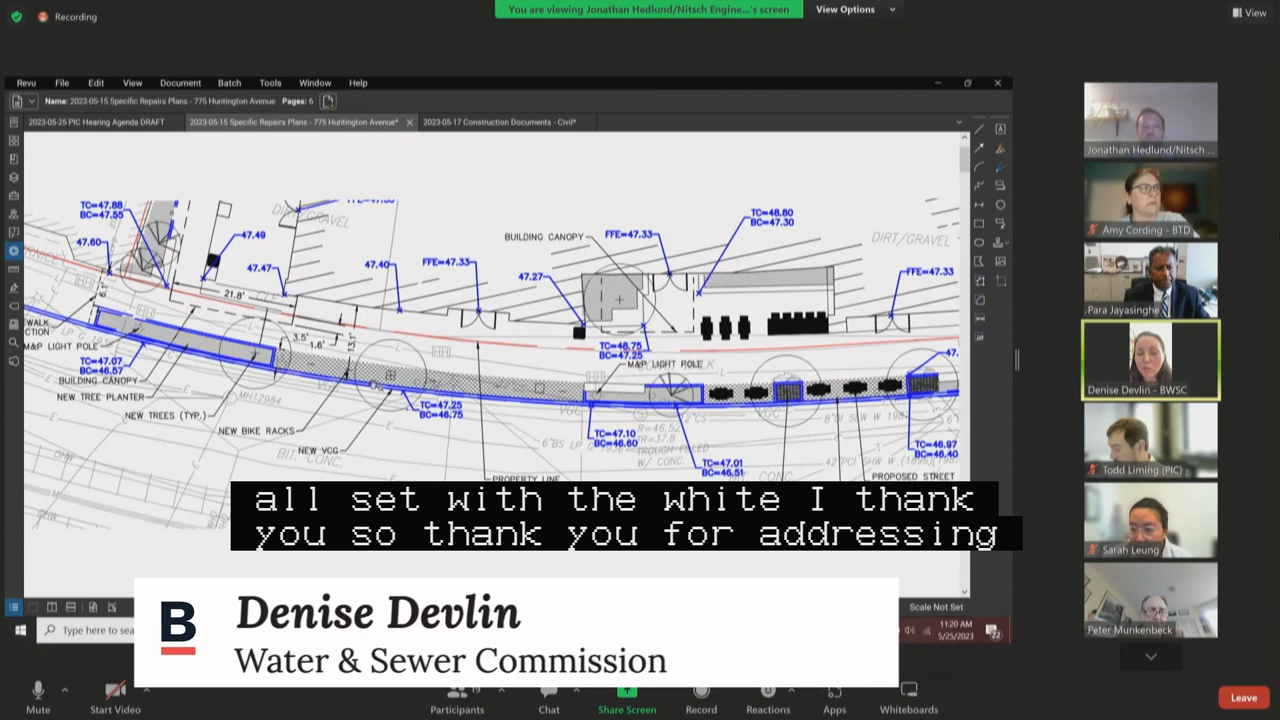 Recording
You are viewing Jonathan Hedlund/Nitsch Engine...'s screen
View Options
View
Revu File Edit View Document Batch Tools Window Help
Name: 2023-05-15 Specific Repairs Plans - 775 Huntington Avenue Pages: 6
2023-05-25 PIC Hearing Agenda DRAFT
2023-05-15 Specific Repairs Plans - 775 Huntington Avenue*
2023-05-17 Construction Documents - Civil*
TC=47.88
BC=47.55
47.60
47.49
47.47
DIRT/GRAVEL
47.40
FFE=47.33
BUILDING CANOPY
FFE=47.33
47.27
TC=48.80
BC=47.30
DIRT/GRAVEL
FFE=47.33
21.8'
3.5'
1.6'
TC=48.75
BC=47.25
M&P LIGHT POLE
M&P LIGHT POLE
TC=47.07
BC=46.57
BUILDING CANOPY
NEW TREE PLANTER
NEW TREES (TYP.)
NEW BIKE RACKS
NEW VCG
BIT. CONC.
MH12984
TC=47.25
BC=46.75
TC=47.10
BC=46.60
R=46.52
TC=47.01
BC=46.51
47.
TC=46.97
BC=46.40
PROPERTY LINE
PROPOSED STREET
all set with the white I thank
you so thank you for addressing
B
Denise Devlin
Water & Sewer Commission
Type here to sea
Scale Not Set
11:20 AM
5/25/2023
22
Jonathan Hedlund/Nitsch ...
Amy Cording - BTD
Para Jayasinghe
Denise Devlin - BWSC
Todd Liming (PIC)
Sarah Leung
Peter Munkenbeck
Mute
Start Video
Participants
19
Chat
Share Screen
Record
Reactions
Apps
Whiteboards
Leave